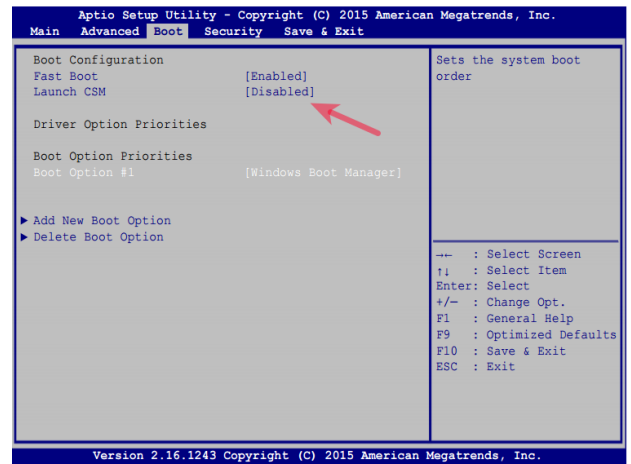 Aptio Setup Utility - Copyright (C) 2015 American Megatrends, Inc.
Main Advanced Boot Security Save & Exit
Boot Configuration
Fast Boot [Enabled]
Launch CSM [Disabled]
Driver Option Priorities
Boot Option Priorities
Boot Option #1 [Windows Boot Manager]
Add New Boot Option
Delete Boot Option
Sets the system boot
order
→← : Select Screen
↑↓ : Select Item
Enter: Select
+/— : Change Opt.
F1 : General Help
F9 : Optimized Defaults
F10 : Save & Exit
ESC : Exit
Version 2.16.1243 Copyright (C) 2015 American Megatrends, Inc.